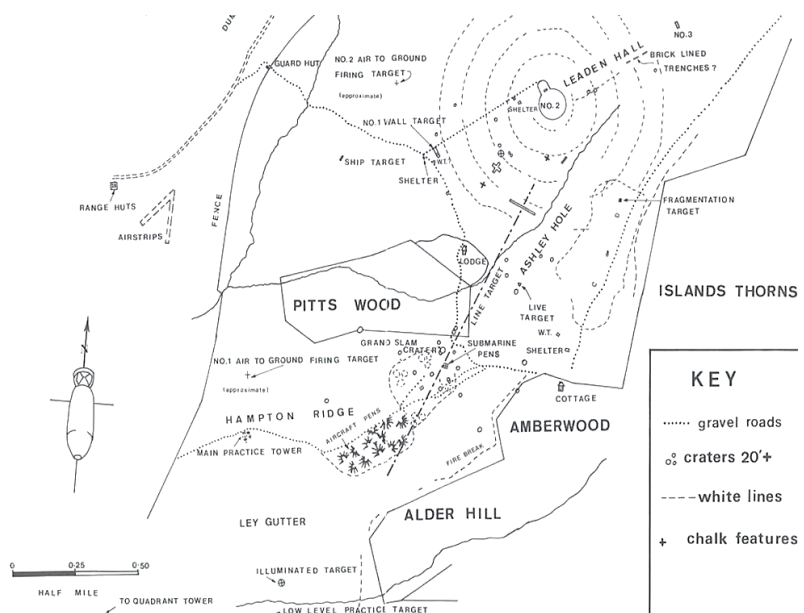 DU
GUARD HUT
NO.2 AIR TO GROUND
FIRING TARGET
(approximate)
LEADEN HALL
NO.3
BRICK LINED
TRENCHES ?
SHELTER
NO. 2
NO.1 WALL TARGET
SHIP TARGET
W.T.
SHELTER
RANGE HUTS
AIRSTRIPS
FENCE
FRAGMENTATION
TARGET
ASHLEY HOLE
LODGE
LINE TARGET
ISLANDS THORNS
PITTS WOOD
LIVE
TARGET
W.T.
GRAND SLAM
CRATER
SUBMARINE
PENS
SHELTER
NO.1 AIR TO GROUND FIRING TARGET
(approximate)
COTTAGE
HAMPTON RIDGE
AIRCRAFT PENS
AMBERWOOD
MAIN PRACTICE TOWER
FIRE BREAK
N
KEY
gravel roads
craters 20'+
white lines
chalk features
LEY GUTTER
ALDER HILL
0 0·25 0·50
HALF MILE
ILLUMINATED TARGET
TO QUADRANT TOWER
LOW LEVEL PRACTICE TARGET